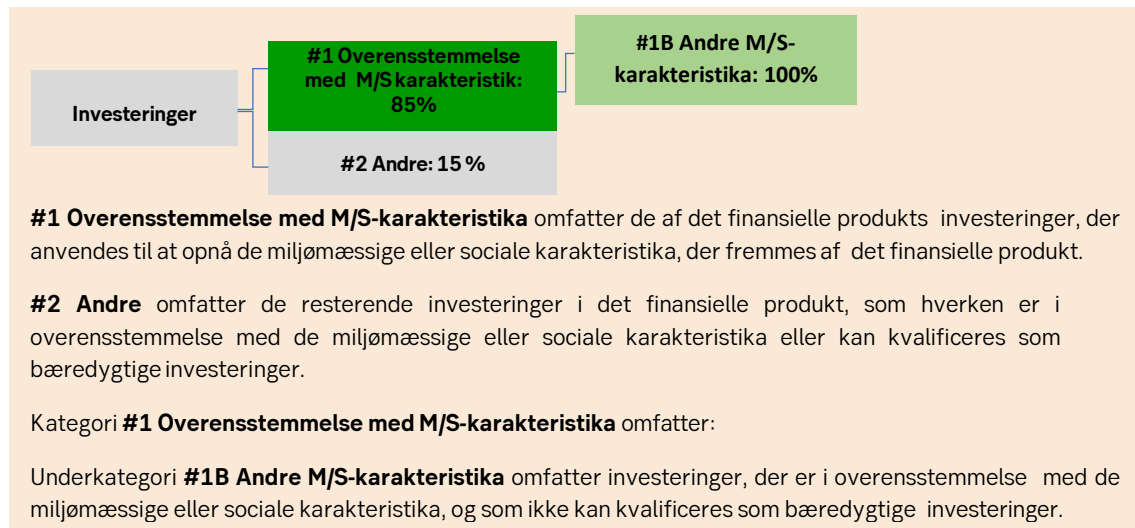 #1 Overensstemmelse
med M/S karakteristik:
85%
#1B Andre M/S-
karakteristika: 100%
Investeringer
#2 Andre: 15 %
#1 Overensstemmelse med M/S-karakteristika omfatter de af det finansielle produkts investeringer, der
anvendes til at opnå de miljømæssige eller sociale karakteristika, der fremmes af det finansielle produkt.
#2 Andre omfatter de resterende investeringer i det finansielle produkt, som hverken er i
overensstemmelse med de miljømæssige eller sociale karakteristika eller kan kvalificeres som
bæredygtige investeringer.
Kategori #1 Overensstemmelse med M/S-karakteristika omfatter:
Underkategori #1B Andre M/S-karakteristika omfatter investeringer, der er i overensstemmelse med de
miljømæssige eller sociale karakteristika, og som ikke kan kvalificeres som bæredygtige investeringer.